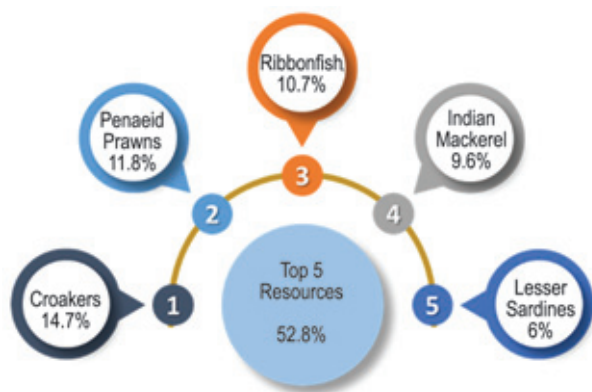 Ribbonfish
10.7%
Penaeid
Prawns
11.8%
Indian
Mackerel
9.6%
3
2
4
Croakers
14.7%
1
Top 5
Resources
52.8%
5
Lesser
Sardines
6%